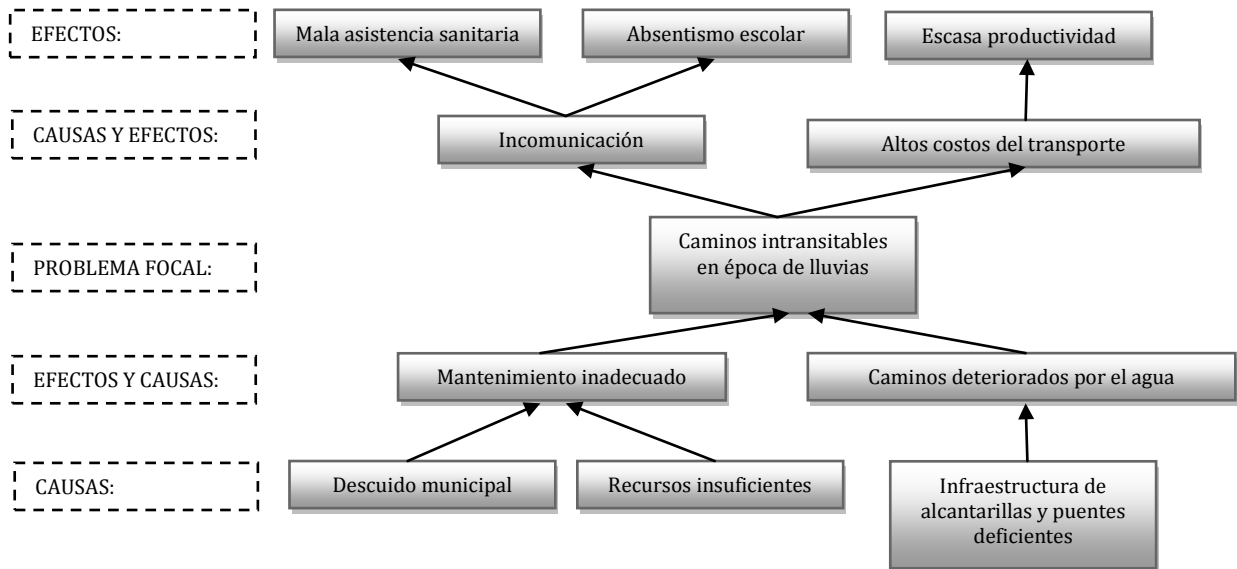 EFECTOS:
Mala asistencia sanitaria
Absentismo escolar
Escasa productividad
CAUSAS Y EFECTOS:
Incomunicación
Altos costos del transporte
PROBLEMA FOCAL:
Caminos intransitables
en época de lluvias
EFECTOS Y CAUSAS:
Mantenimiento inadecuado
Caminos deteriorados por el agua
CAUSAS:
Descuido municipal
Recursos insuficientes
Infraestructura de
alcantarillas y puentes
deficientes